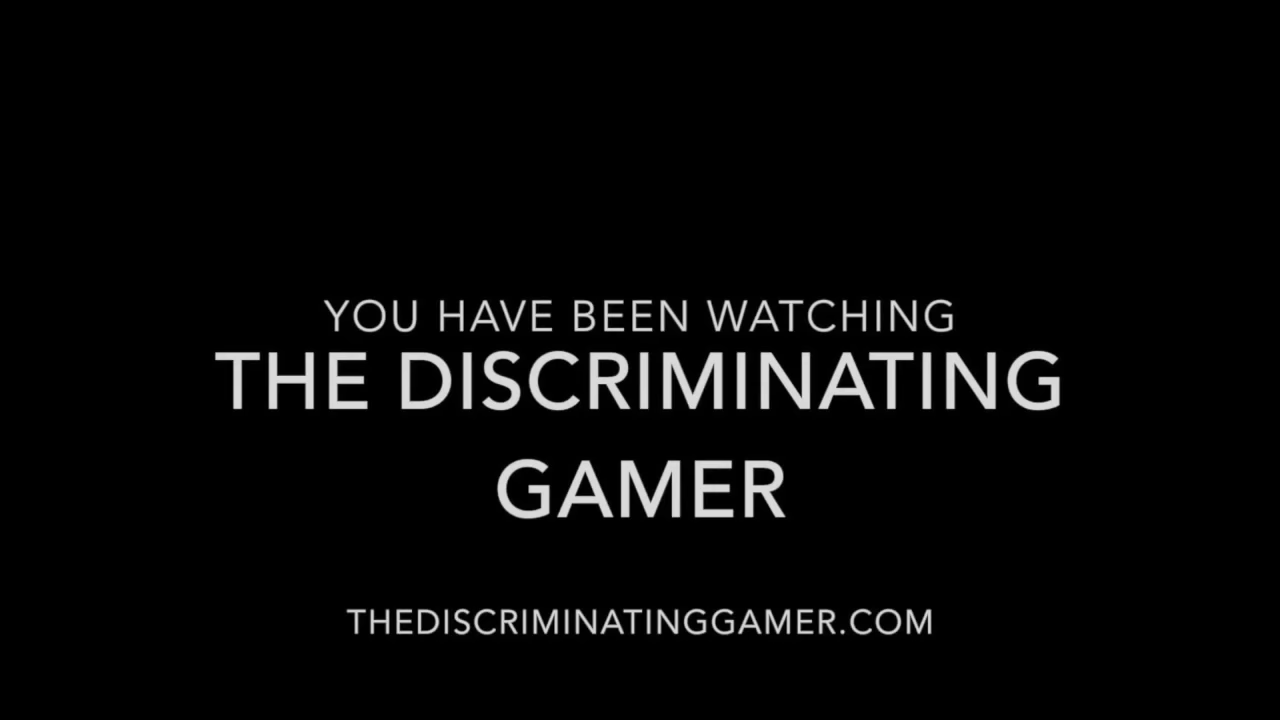 YOU HAVE BEEN WATCHING
THE DISCRIMINATING
GAMER
THEDISCRIMINATINGGAMER.COM